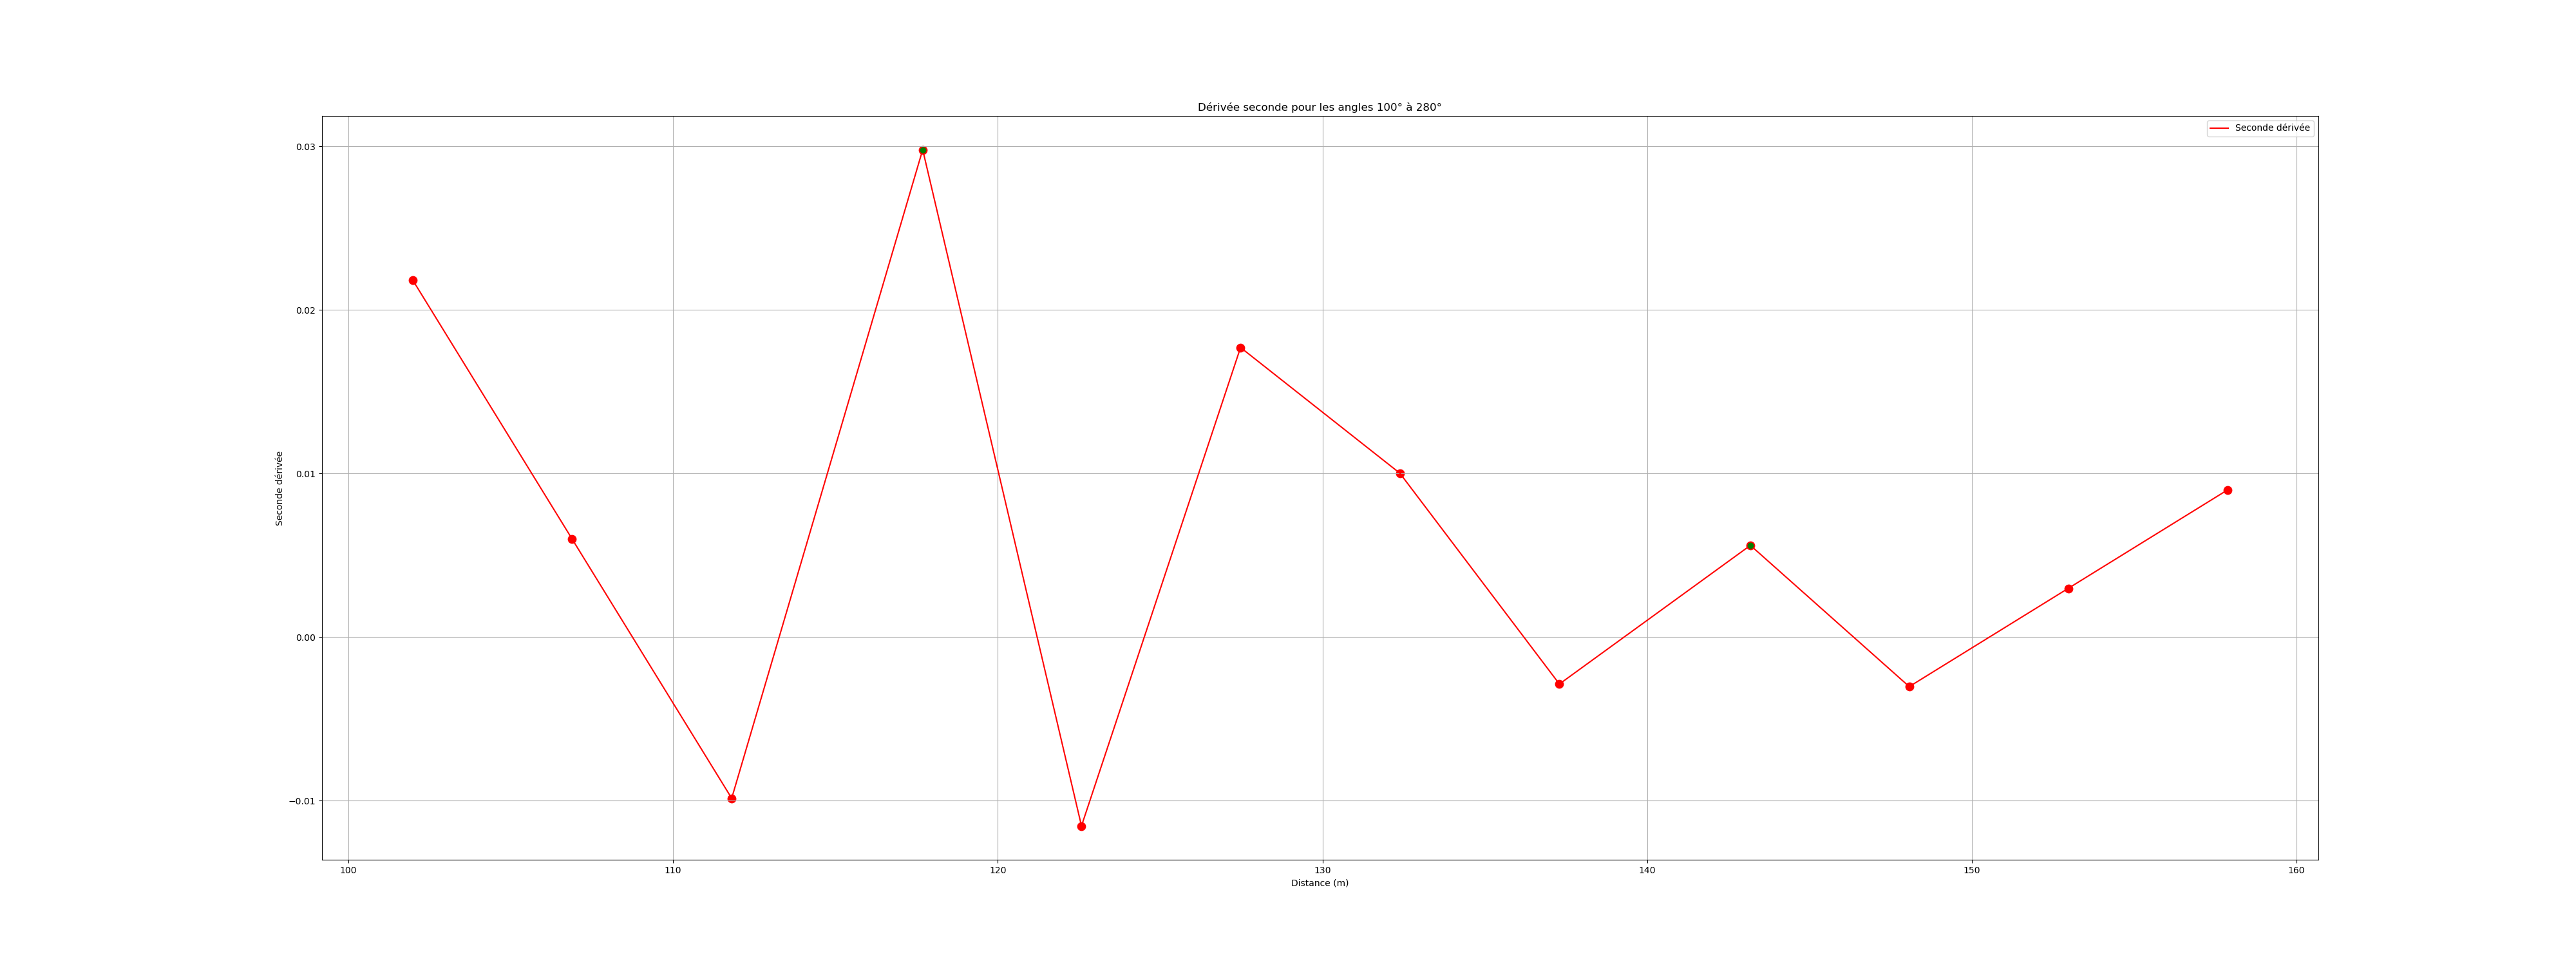 Dérivée seconde pour les angles 100° à 280°
Seconde dérivée
0.03
0.02
0.01
0.00
−0.01
Seconde dérivée
100 110 120 130 140 150 160
Distance (m)